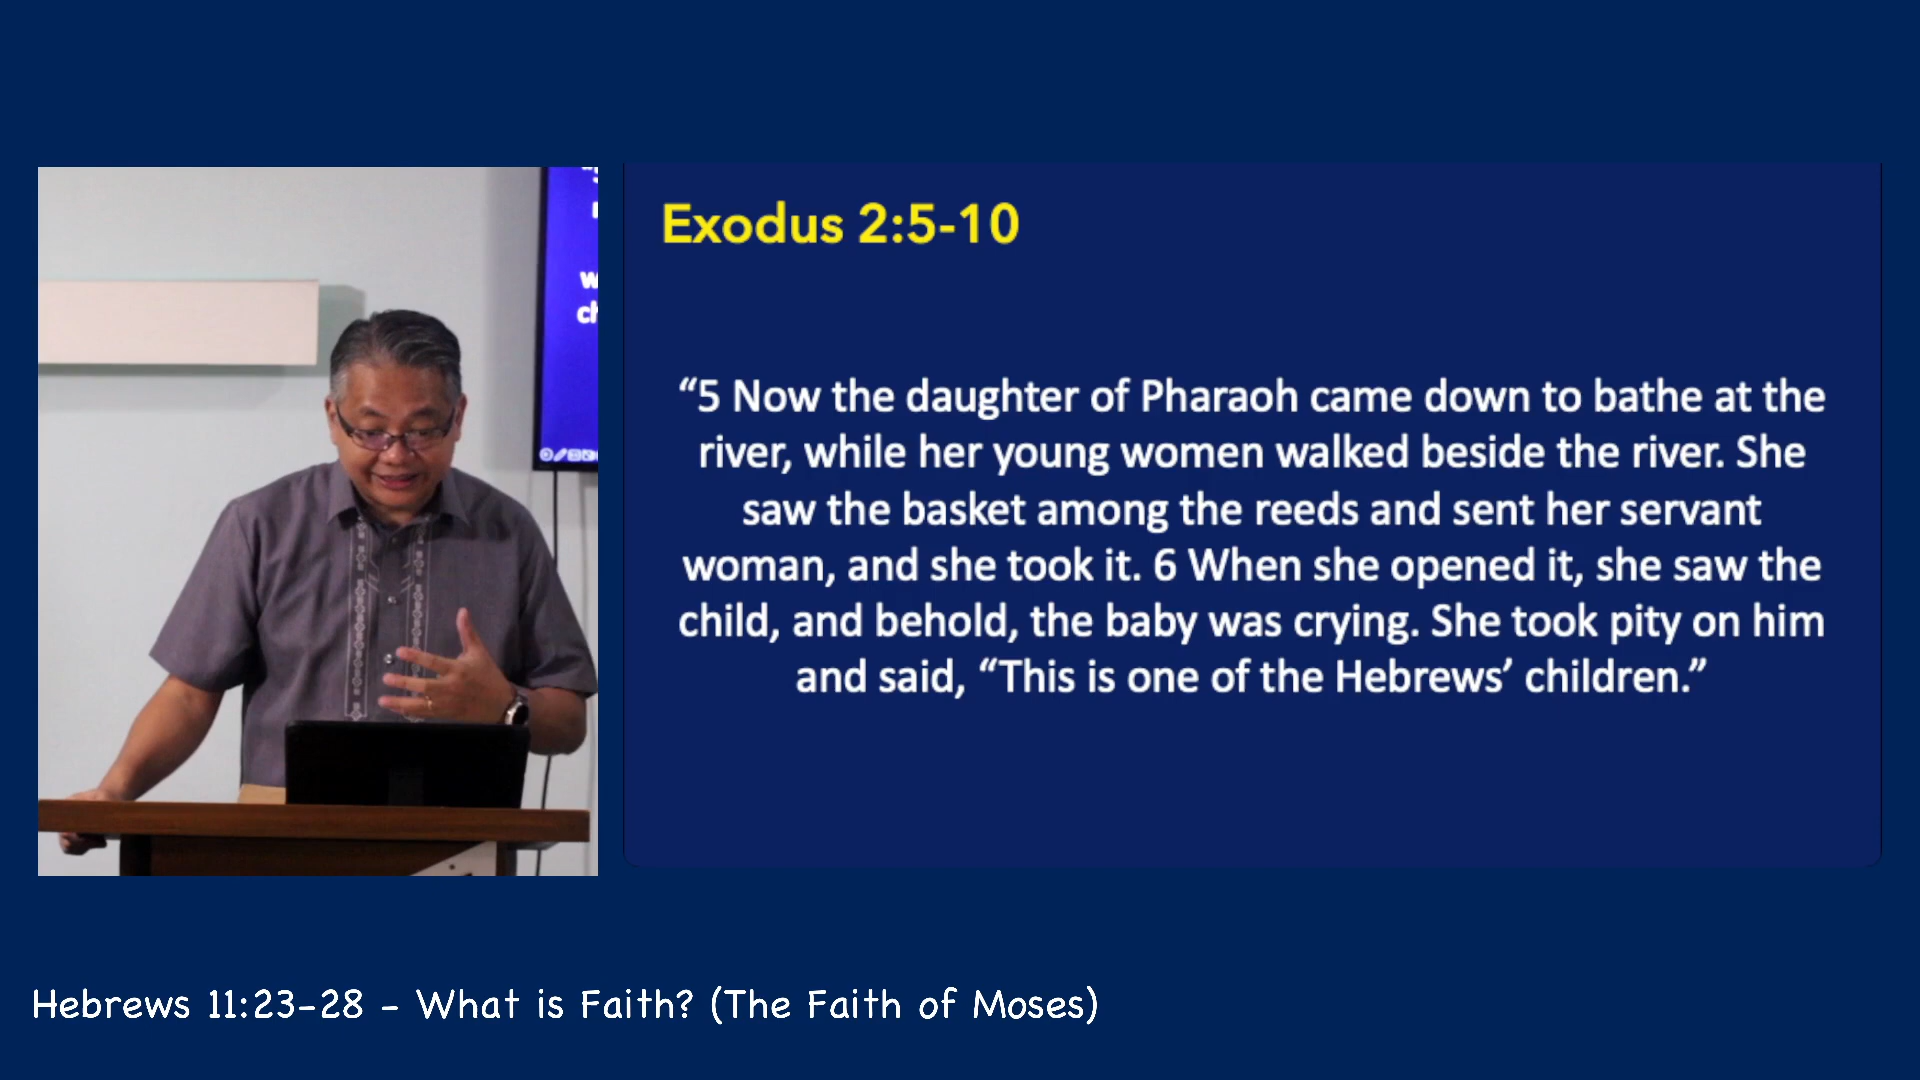 Exodus 2:5-10
“5 Now the daughter of Pharaoh came down to bathe at the
river, while her young women walked beside the river. She
saw the basket among the reeds and sent her servant
woman, and she took it. 6 When she opened it, she saw the
child, and behold, the baby was crying. She took pity on him
and said, “This is one of the Hebrews’ children.”
Hebrews 11:23-28 - What is Faith? (The Faith of Moses)